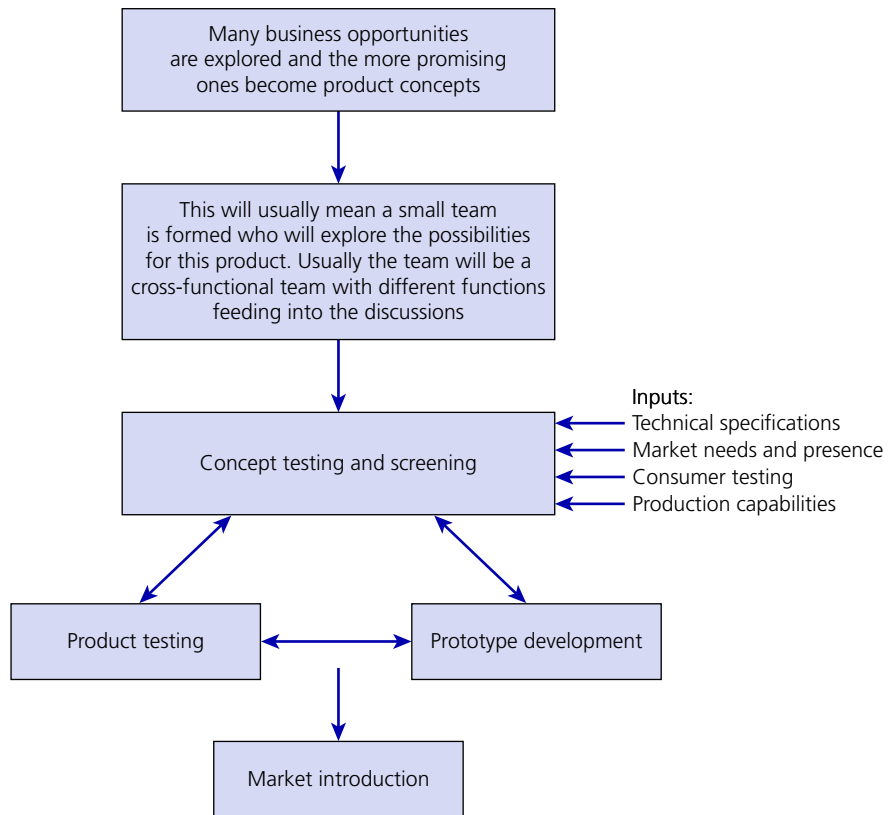 Many business opportunities
are explored and the more promising
ones become product concepts
This will usually mean a small team
is formed who will explore the possibilities
for this product. Usually the team will be a
cross-functional team with different functions
feeding into the discussions
Concept testing and screening
Inputs:
Technical specifications
Market needs and presence
Consumer testing
Production capabilities
Product testing
Prototype development
Market introduction